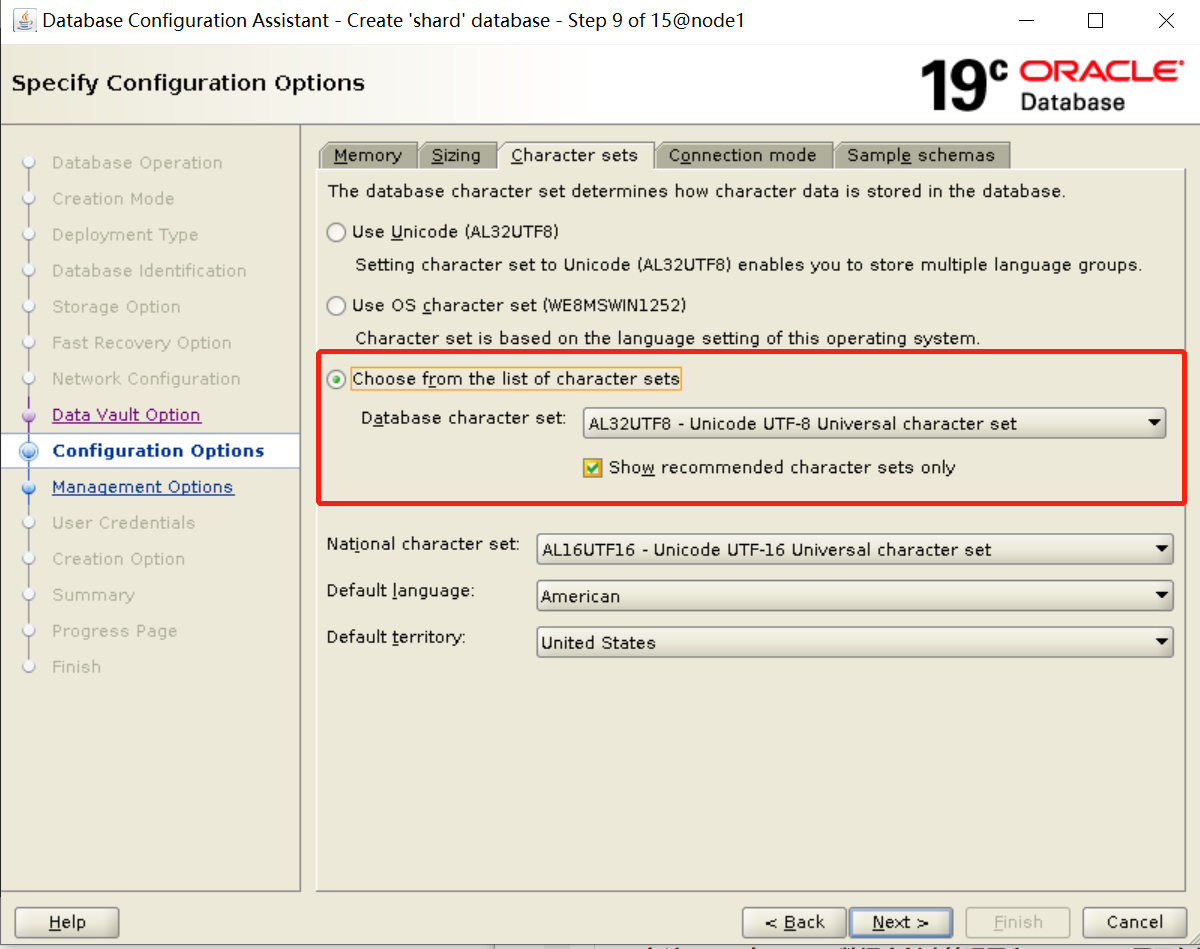 Database Configuration Assistant - Create 'shard' database - Step 9 of 15@node1
Specify Configuration Options
19c ORACLE
Database
Database Operation
Creation Mode
Deployment Type
Database Identification
Storage Option
Fast Recovery Option
Network Configuration
Data Vault Option
Configuration Options
Management Options
User Credentials
Creation Option
Summary
Progress Page
Finish
Memory Sizing Character sets Connection mode Sample schemas
The database character set determines how character data is stored in the database.
Use Unicode (AL32UTF8)
Setting character set to Unicode (AL32UTF8) enables you to store multiple language groups.
Use OS character set (WE8MSWIN1252)
Character set is based on the language setting of this operating system.
Choose from the list of character sets
Database character set: AL32UTF8 - Unicode UTF-8 Universal character set
Show recommended character sets only
National character set: AL16UTF16 - Unicode UTF-16 Universal character set
Default language: American
Default territory: United States
Help < Back Next > Finish Cancel